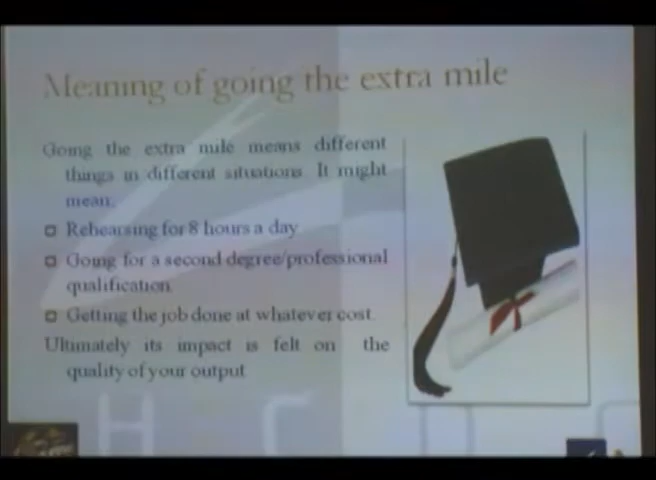 Meaning of going the extra mile
Going the extra mile means different
things in different situations. It might
mean.
Rehearsing for 8 hours a day
Going for a second degree/professional
qualification
Getting the job done at whatever cost.
Ultimately its impact is felt on the
quality of your output